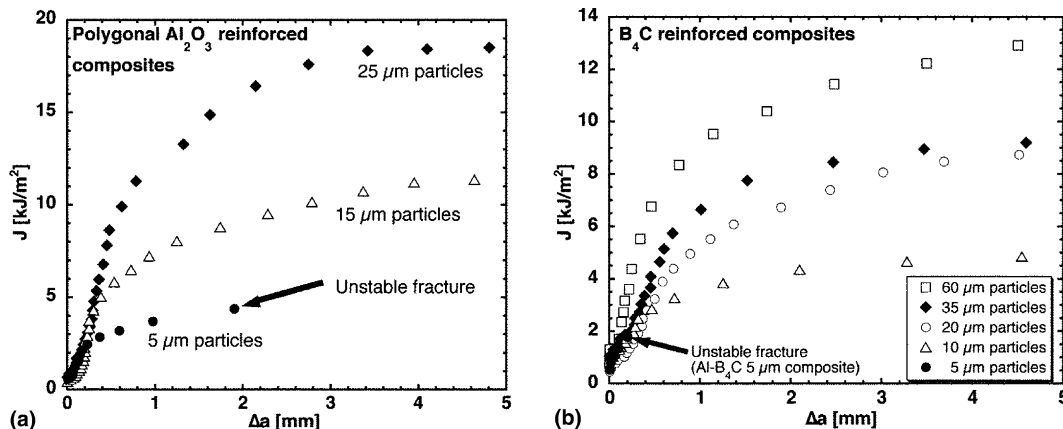 20
15
10
5
0
J [kJ/m²]
Polygonal Al₂O₃ reinforced
composites
25 µm particles
15 µm particles
Unstable fracture
5 µm particles
0 1 2 3 4 5
Δa [mm]
(a)
14
12
10
8
6
4
2
0
J [kJ/m²]
B₄C reinforced composites
60 µm particles
35 µm particles
20 µm particles
10 µm particles
5 µm particles
Unstable fracture
(Al-B₄C 5 µm composite)
0 1 2 3 4 5
Δa [mm]
(b)